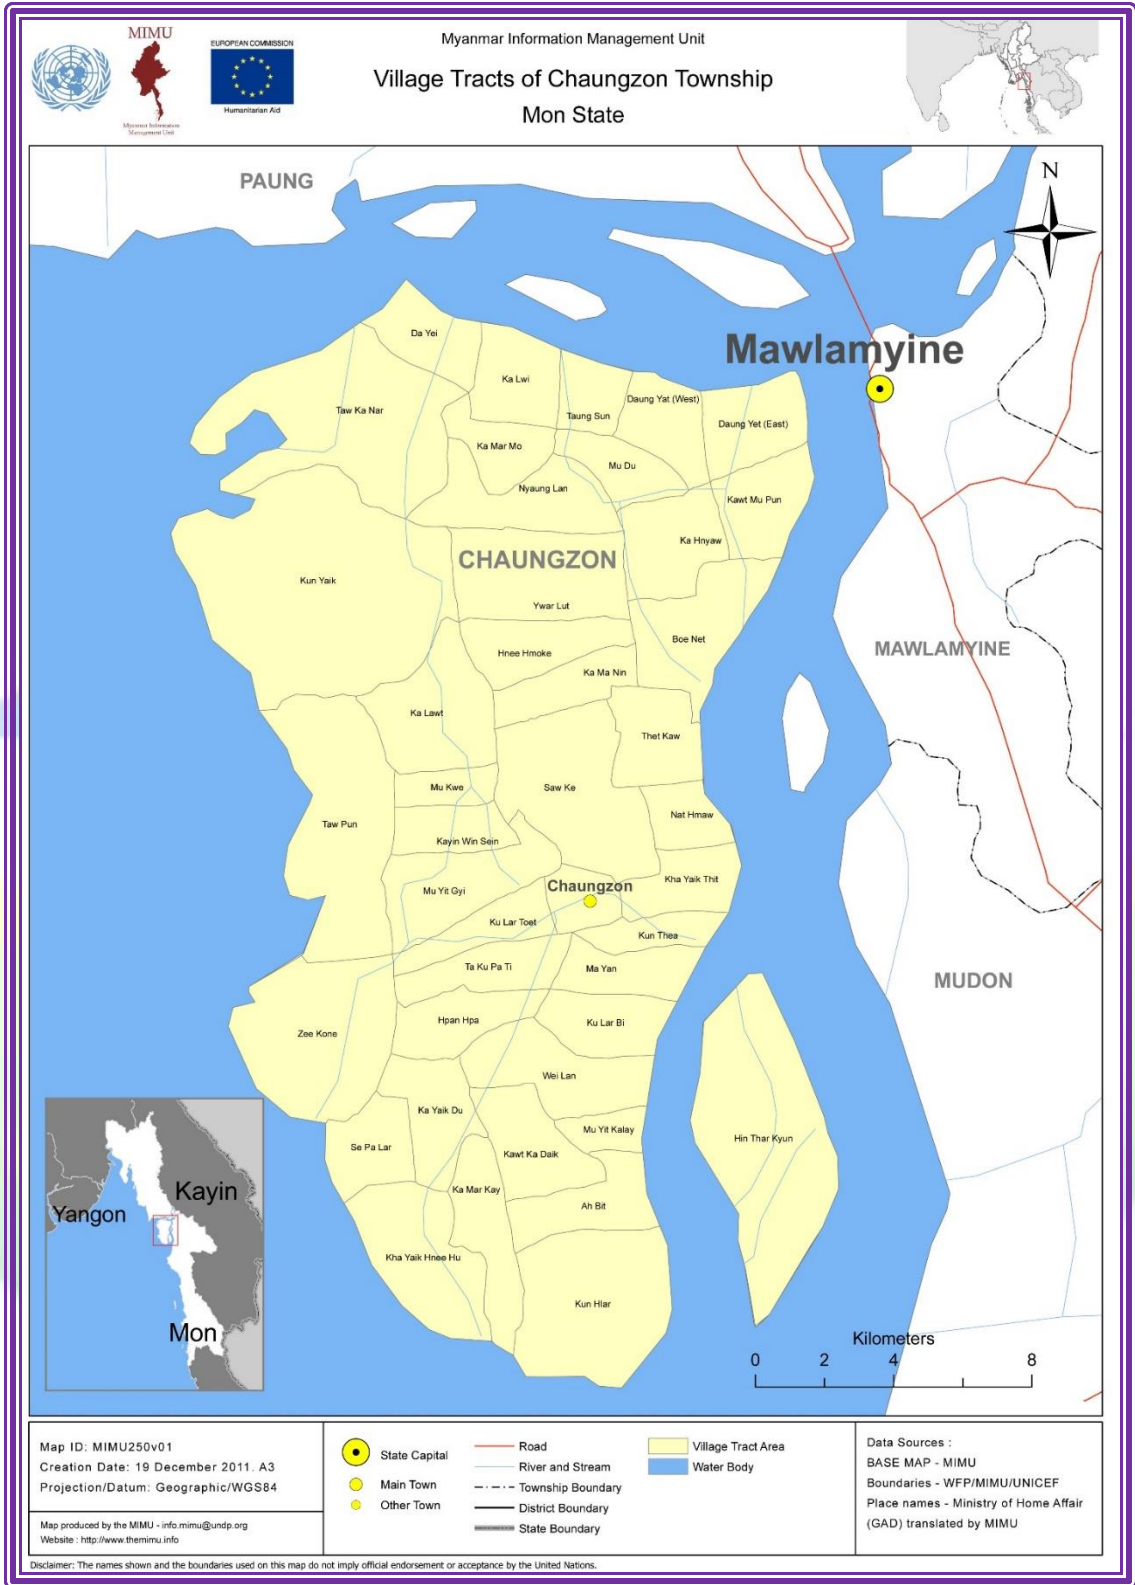 MIMU
Myanmar Information
Management Unit
EUROPEAN COMMISSION
Humanitarian Aid
Myanmar Information Management Unit
Village Tracts of Chaungzon Township
Mon State
PAUNG
N
Mawlamyine
Da Yei
Ka Lwi
Taw Ka Nar
Taung Sun
Daung Yat (West)
Daung Yet (East)
Ka Mar Mo
Mu Du
Nyaung Lan
Kawt Mu Pun
Ka Hnyaw
CHAUNGZON
Kun Yaik
Ywar Lut
Boe Net
MAWLAMYINE
Hnee Hmoke
Ka Ma Nin
Ka Lawt
Thet Kaw
Mu Kwe
Saw Ke
Nat Hmaw
Taw Pun
Kayin Win Sein
Kha Yaik Thit
Mu Yit Gyi
Chaungzon
Ku Lar Toet
Kun Thea
Ta Ku Pa Ti
Ma Yan
MUDON
Zee Kone
Hpan Hpa
Ku Lar Bi
Wei Lan
Ka Yaik Du
Mu Yit Kalay
Hin Thar Kyun
Se Pa Lar
Kawt Ka Daik
Ka Mar Kay
Ah Bit
Kha Yaik Hnee Hu
Kun Hlar
Kayin
Yangon
Mon
Kilometers
0 2 4 8
Map ID: MIMU250v01
Creation Date: 19 December 2011. A3
Projection/Datum: Geographic/WGS84
Map produced by the MIMU - info.mimu@undp.org
Website : http://www.themimu.info
State Capital
Main Town
Other Town
Road
River and Stream
Township Boundary
District Boundary
State Boundary
Village Tract Area
Water Body
Data Sources :
BASE MAP - MIMU
Boundaries - WFP/MIMU/UNICEF
Place names - Ministry of Home Affair
(GAD) translated by MIMU
Disclaimer: The names shown and the boundaries used on this map do not imply official endorsement or acceptance by the United Nations.